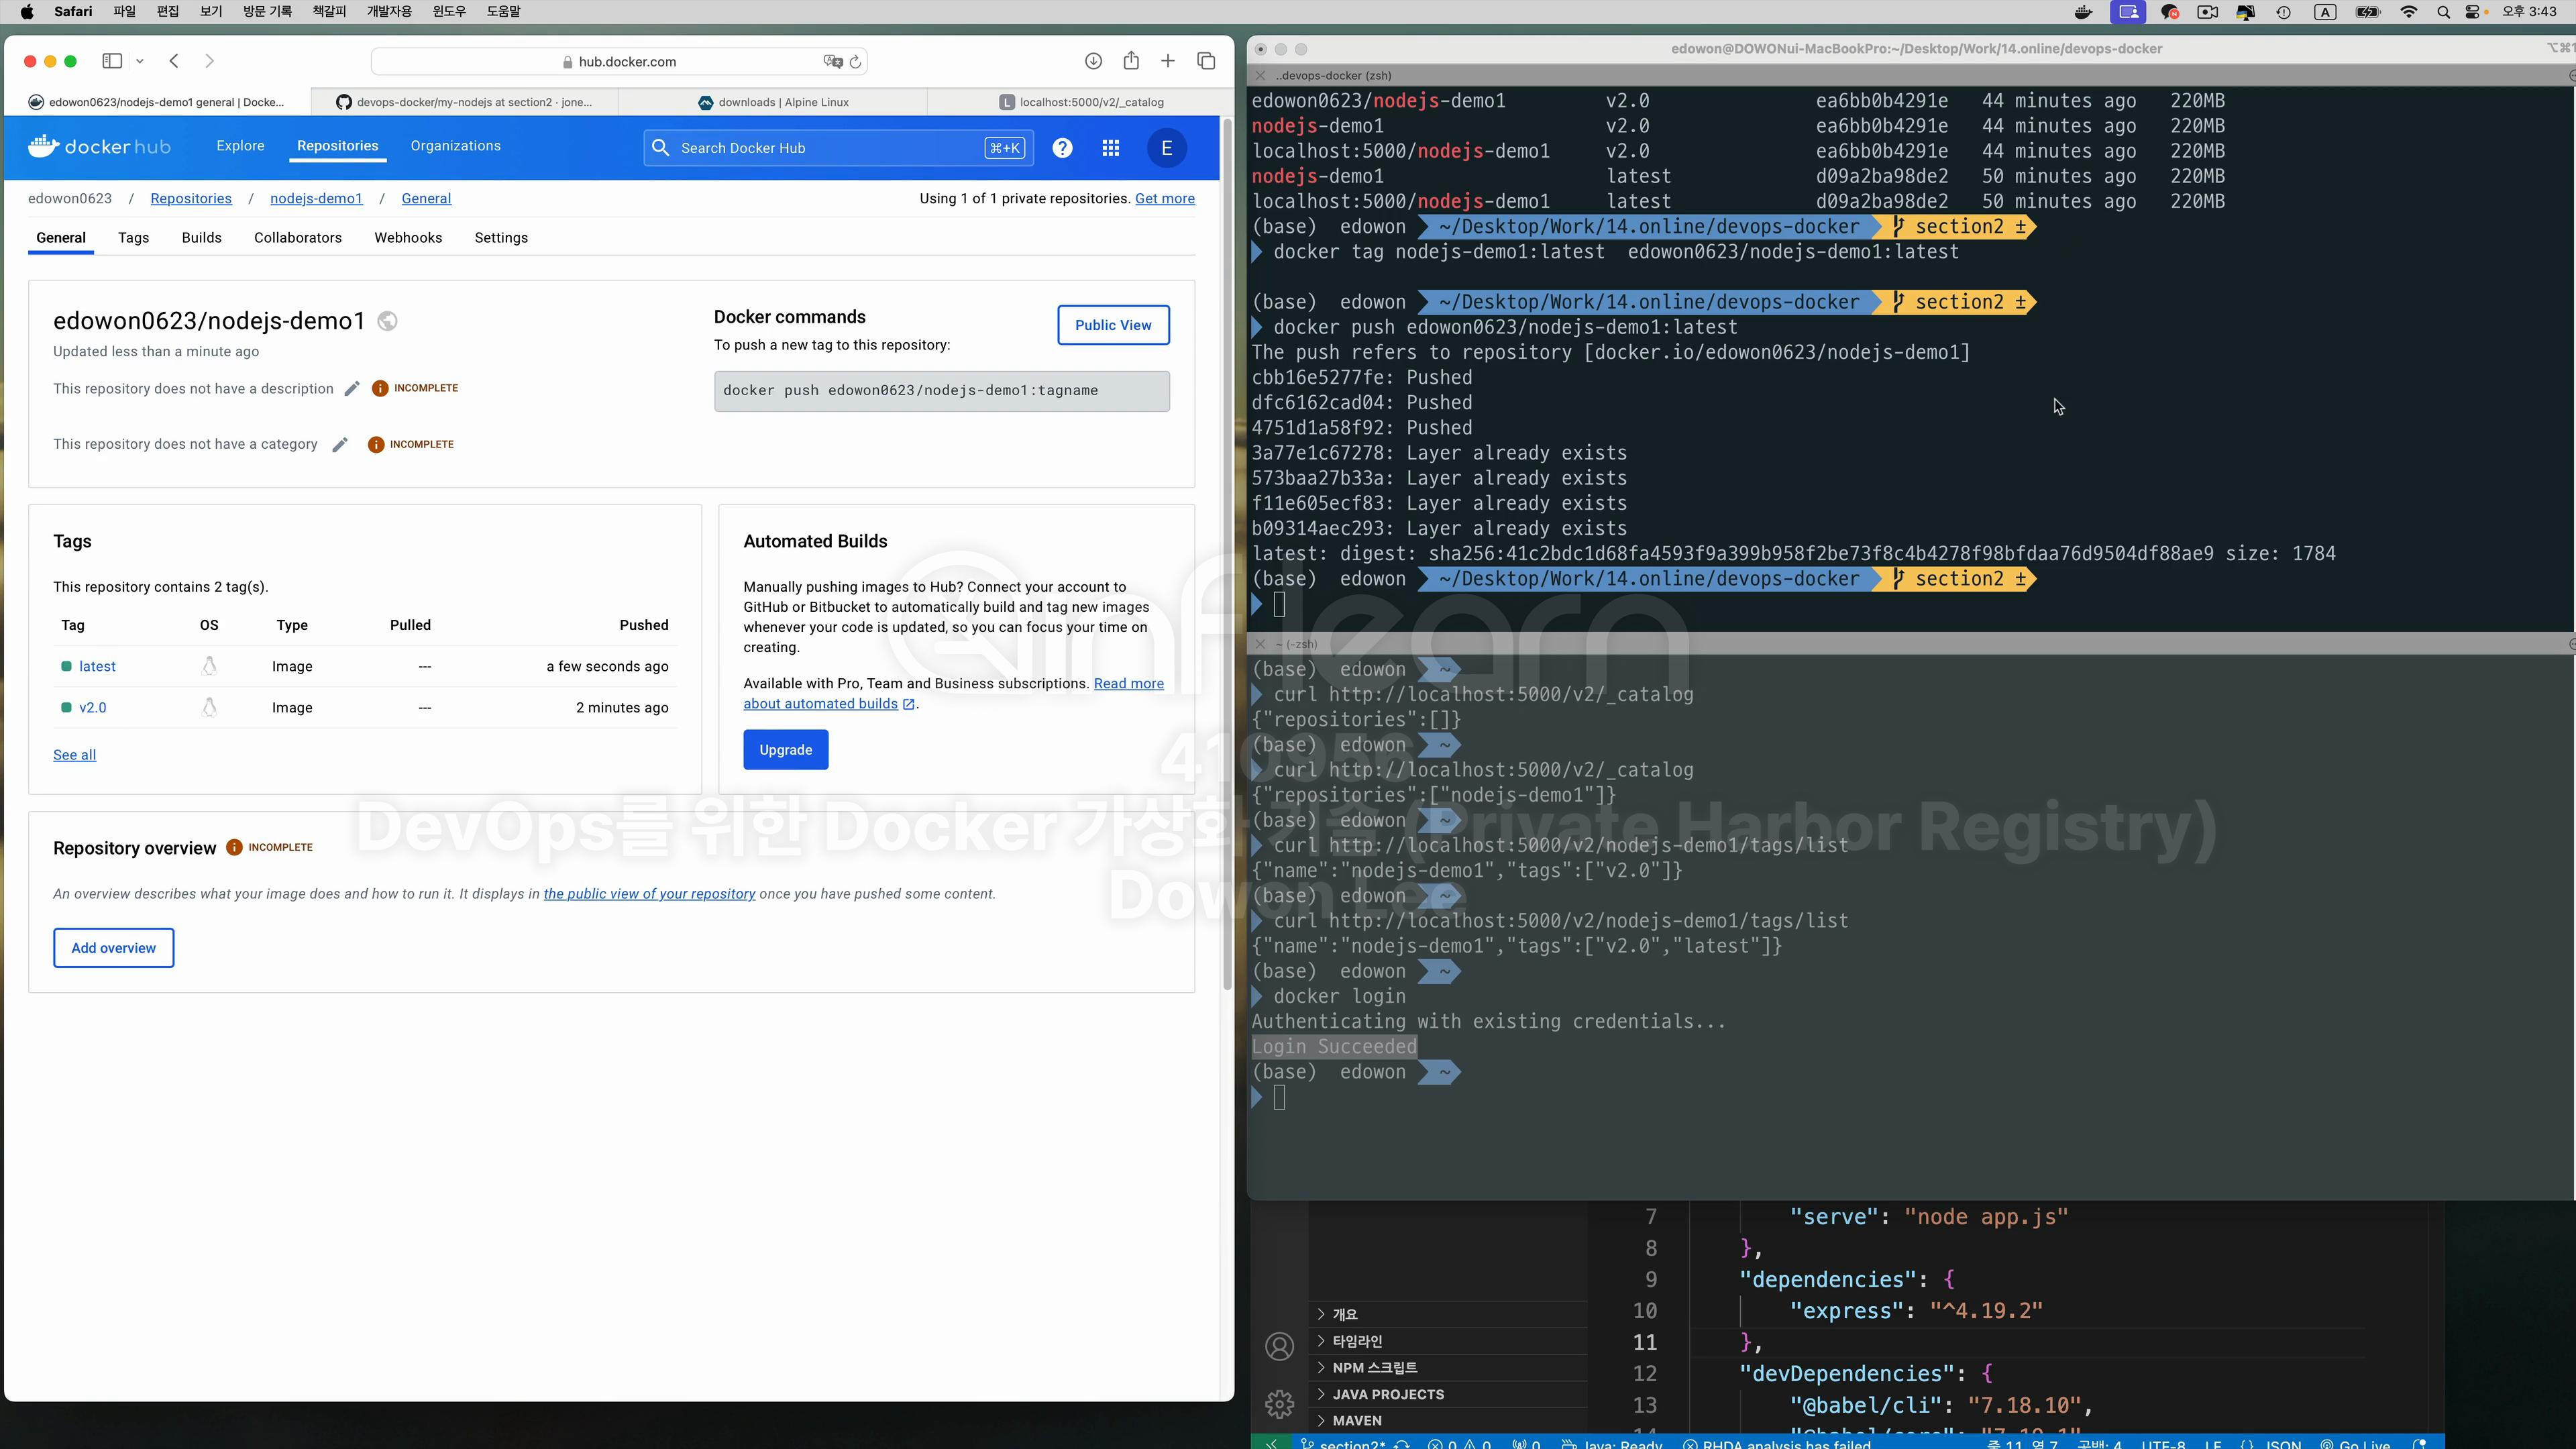 Safari 파일 편집 보기 방문 기록 책갈피 개발자용 윈도우 도움말
A 오후 3:43
hub.docker.com
edowon0623/nodejs-demo1 general | Docke...
devops-docker/my-nodejs at section2 · jone...
downloads | Alpine Linux
L localhost:5000/v2/_catalog
docker hub Explore Repositories Organizations Search Docker Hub ⌘+K ? E
edowon0623 / Repositories / nodejs-demo1 / General
Using 1 of 1 private repositories. Get more
General Tags Builds Collaborators Webhooks Settings
edowon0623/nodejs-demo1
Updated less than a minute ago
This repository does not have a description INCOMPLETE
This repository does not have a category INCOMPLETE
Docker commands
Public View
To push a new tag to this repository:
docker push edowon0623/nodejs-demo1:tagname
Tags
This repository contains 2 tag(s).
Tag OS Type Pulled Pushed
latest Image --- a few seconds ago
v2.0 Image --- 2 minutes ago
See all
Automated Builds
Manually pushing images to Hub? Connect your account to
GitHub or Bitbucket to automatically build and tag new images
whenever your code is updated, so you can focus your time on
creating.
Available with Pro, Team and Business subscriptions. Read more
about automated builds.
Upgrade
Repository overview INCOMPLETE
An overview describes what your image does and how to run it. It displays in the public view of your repository once you have pushed some content.
Add overview
edowon@DOWONui-MacBookPro:~/Desktop/Work/14.online/devops-docker
..devops-docker (zsh)
edowon0623/nodejs-demo1 v2.0 ea6bb0b4291e 44 minutes ago 220MB
nodejs-demo1 v2.0 ea6bb0b4291e 44 minutes ago 220MB
localhost:5000/nodejs-demo1 v2.0 ea6bb0b4291e 44 minutes ago 220MB
nodejs-demo1 latest d09a2ba98de2 50 minutes ago 220MB
localhost:5000/nodejs-demo1 latest d09a2ba98de2 50 minutes ago 220MB
(base) edowon ~/Desktop/Work/14.online/devops-docker section2 ±
docker tag nodejs-demo1:latest edowon0623/nodejs-demo1:latest
(base) edowon ~/Desktop/Work/14.online/devops-docker section2 ±
docker push edowon0623/nodejs-demo1:latest
The push refers to repository [docker.io/edowon0623/nodejs-demo1]
cbb16e5277fe: Pushed
dfc6162cad04: Pushed
4751d1a58f92: Pushed
3a77e1c67278: Layer already exists
573baa27b33a: Layer already exists
f11e605ecf83: Layer already exists
b09314aec293: Layer already exists
latest: digest: sha256:41c2bdc1d68fa4593f9a399b958f2be73f8c4b4278f98bfdaa76d9504df88ae9 size: 1784
(base) edowon ~/Desktop/Work/14.online/devops-docker section2 ±
~ (-zsh)
(base) edowon ~
curl http://localhost:5000/v2/_catalog
{"repositories":[]}
(base) edowon ~
curl http://localhost:5000/v2/_catalog
{"repositories":["nodejs-demo1"]}
(base) edowon ~
curl http://localhost:5000/v2/nodejs-demo1/tags/list
{"name":"nodejs-demo1","tags":["v2.0"]}
(base) edowon ~
curl http://localhost:5000/v2/nodejs-demo1/tags/list
{"name":"nodejs-demo1","tags":["v2.0","latest"]}
(base) edowon ~
docker login
Authenticating with existing credentials...
Login Succeeded
(base) edowon ~
inflearn
410956
DevOps를 위한 Docker 가상화 기술 (Private Harbor Registry)
Dowon Lee
개요
타임라인
NPM 스크립트
JAVA PROJECTS
MAVEN
7 "serve": "node app.js"
8 },
9 "dependencies": {
10 "express": "^4.19.2"
11 },
12 "devDependencies": {
13 "@babel/cli": "7.18.10",
section2* 0 0 0 Java: Ready RHDA analysis has failed 줄 11, 열 7 공백: 4 UTF-8 LF {} JSON Go Live